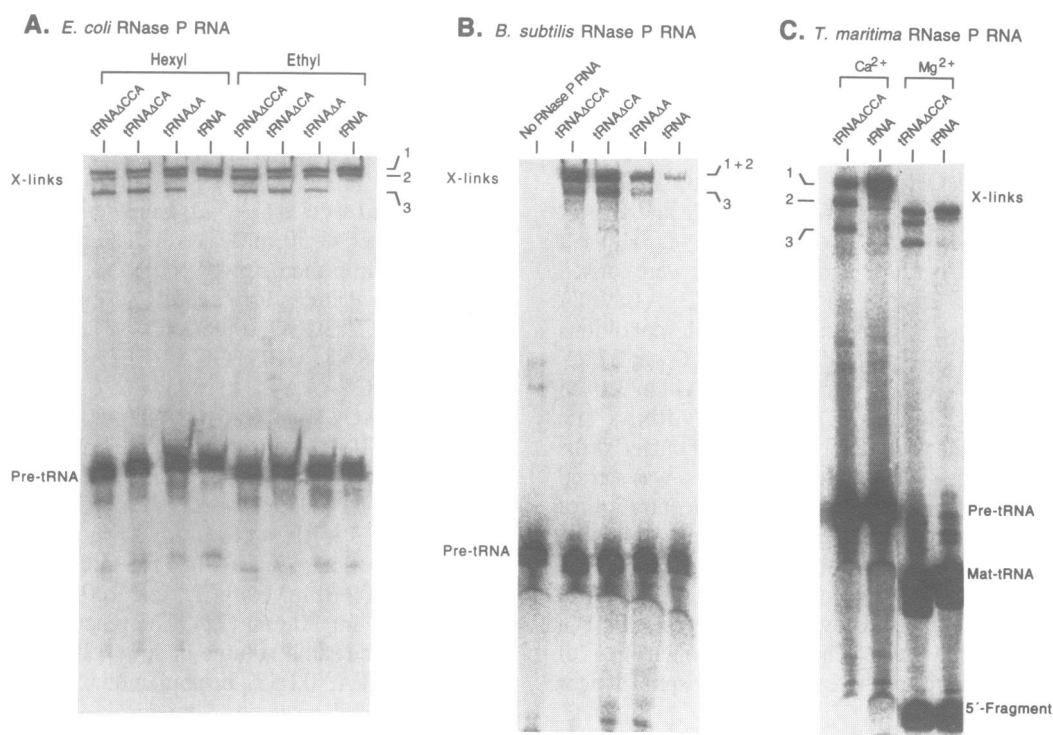 A. E. coli RNase P RNA
Hexyl Ethyl
tRNAΔCCA tRNAΔCA tRNAΔA tRNA tRNAΔCCA tRNAΔCA tRNAΔA tRNA
X-links
1
2
3
Pre-tRNA
B. B. subtilis RNase P RNA
No RNase P RNA tRNAΔCCA tRNAΔCA tRNAΔA tRNA
X-links
1 + 2
3
Pre-tRNA
C. T. maritima RNase P RNA
Ca²⁺ Mg²⁺
tRNAΔCCA tRNA tRNAΔCCA tRNA
1
2
3
X-links
Pre-tRNA
Mat-tRNA
5´-Fragment